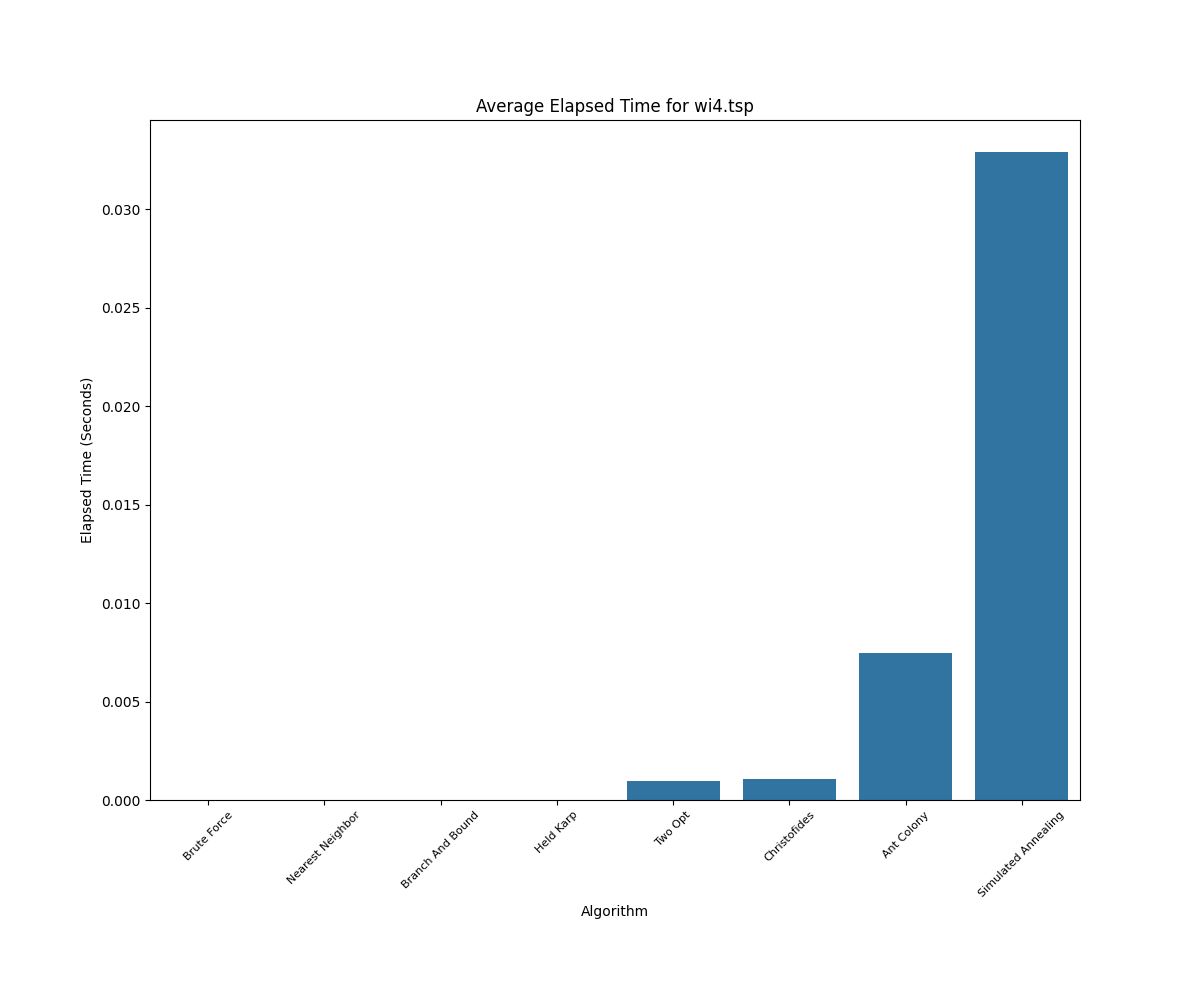 Average Elapsed Time for wi4.tsp
Elapsed Time (Seconds)
0.030
0.025
0.020
0.015
0.010
0.005
0.000
Brute Force
Nearest Neighbor
Branch And Bound
Held Karp
Two Opt
Christofides
Ant Colony
Simulated Annealing
Algorithm